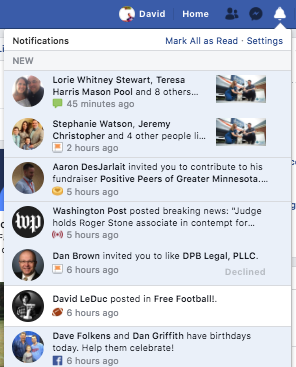 David Home
Notifications Mark All as Read · Settings
NEW
Lorie Whitney Stewart, Teresa
Harris Mason Pool and 8 others...
45 minutes ago
Stephanie Watson, Jeremy
Christopher and 4 other people li...
2 hours ago
Aaron DesJarlait invited you to contribute to his
fundraiser Positive Peers of Greater Minnesota....
5 hours ago
wp
Washington Post posted breaking news: "Judge
holds Roger Stone associate in contempt for...
5 hours ago
Dan Brown invited you to like DPB Legal, PLLC.
6 hours ago Declined
David LeDuc posted in Free Football!.
6 hours ago
Dave Folkens and Dan Griffith have birthdays
today. Help them celebrate!
6 hours ago